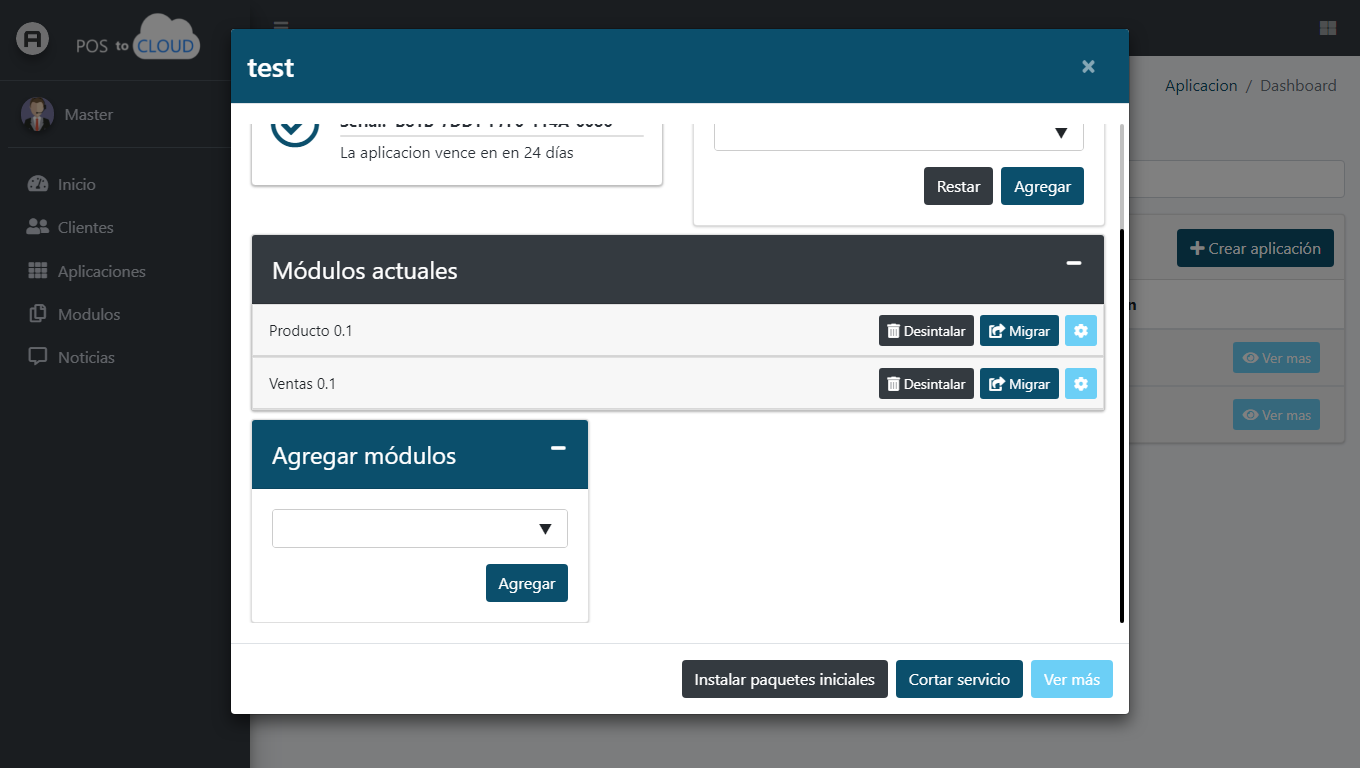 A
POS to CLOUD
Master
Inicio
Clientes
Aplicaciones
Modulos
Noticias
Aplicacion / Dashboard
Crear aplicación
n
Ver mas
Ver mas
test
×
La aplicacion vence en en 24 días
Restar
Agregar
Módulos actuales
Producto 0.1
Desintalar
Migrar
Ventas 0.1
Desintalar
Migrar
Agregar módulos
Agregar
Instalar paquetes iniciales
Cortar servicio
Ver más